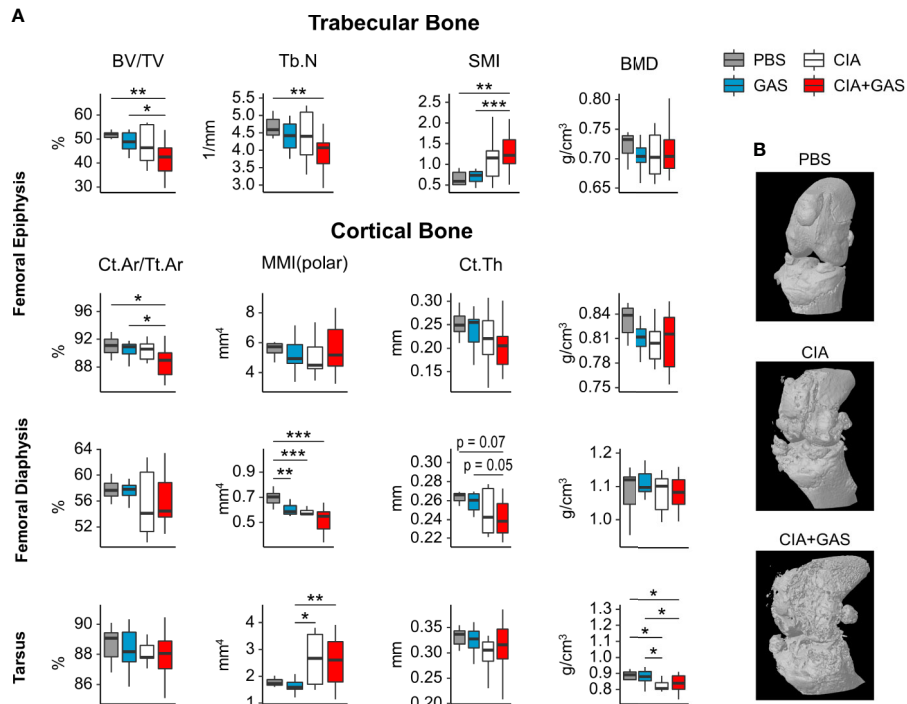 A
Trabecular Bone
BV/TV Tb.N SMI BMD
PBS CIA
GAS CIA+GAS
Femoral Epiphysis
% 60 50 40 30 ** *
1/mm 5.5 5.0 4.5 4.0 3.5 3.0 **
2.5 2.0 1.5 1.0 0.5 ** ***
g/cm³ 0.80 0.75 0.70 0.65
Cortical Bone
Ct.Ar/Tt.Ar MMI(polar) Ct.Th
% 96 92 88 * *
mm⁴ 8 6 4
mm 0.30 0.25 0.20 0.15
g/cm³ 0.84 0.81 0.78 0.75
Femoral Diaphysis
% 64 60 56 52
mm⁴ 0.9 0.7 0.5 *** *** **
mm 0.30 0.28 0.26 0.24 0.22 p = 0.07 p = 0.05
g/cm³ 1.2 1.1 1.0
Tarsus
% 90 88 86
mm⁴ 4 3 2 1 ** *
mm 0.35 0.30 0.25 0.20
g/cm³ 1.3 1.2 1.1 1.0 0.9 0.8 * * * *
B
PBS
CIA
CIA+GAS